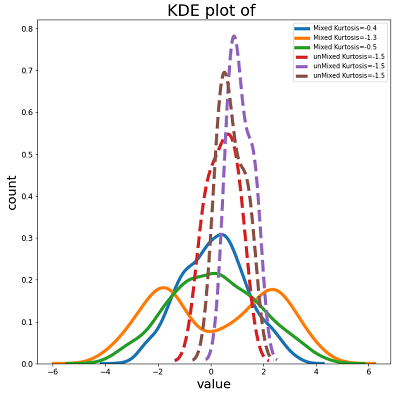 KDE plot of
Mixed Kurtosis=-0.4
Mixed Kurtosis=-1.3
Mixed Kurtosis=-0.5
unMixed Kurtosis=-1.5
unMixed Kurtosis=-1.5
unMixed Kurtosis=-1.5
0.8
0.7
0.6
0.5
0.4
0.3
0.2
0.1
0.0
count
−6 −4 −2 0 2 4 6
value